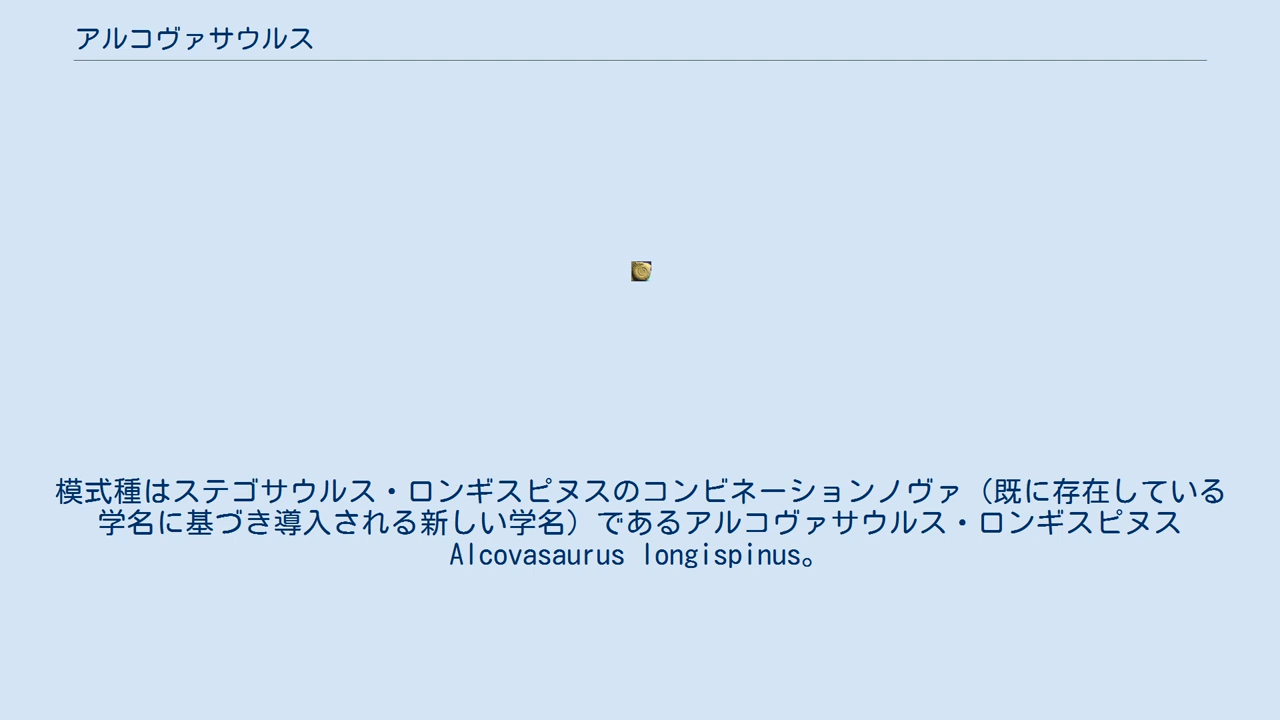 アルコヴァサウルス
模式種はステゴサウルス・ロンギスピヌスのコンビネーションノヴァ（既に存在している
学名に基づき導入される新しい学名）であるアルコヴァサウルス・ロンギスピヌス
Alcovasaurus longispinus。